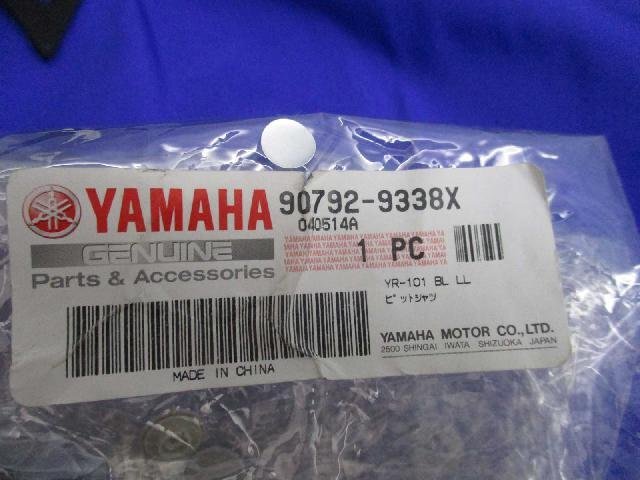 YAMAHA 90792-9338X
040514A
GENUINE
1 PC
Parts & Accessories
YR-101 BL LL
ピットシャツ
YAMAHA MOTOR CO., LTD.
2500 SHINGAI IWATA SHIZUOKA JAPAN
MADE IN CHINA